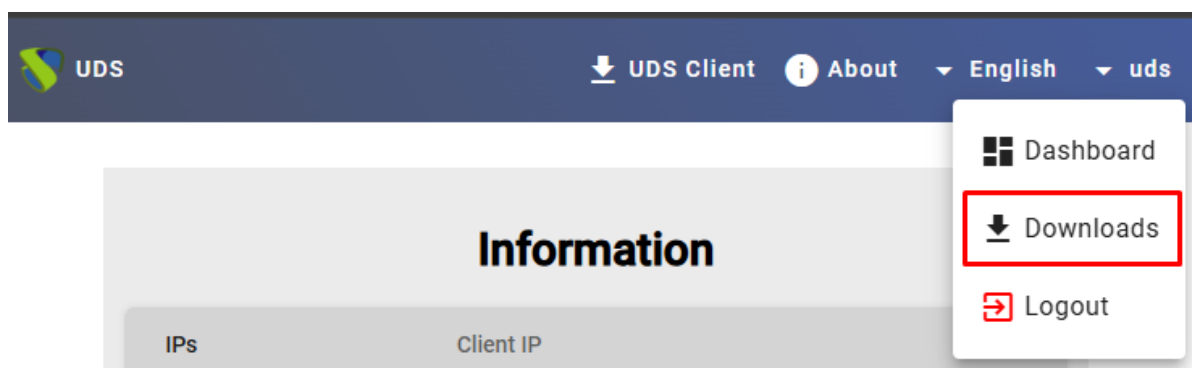 UDS UDS Client About English uds
Dashboard
Downloads
Logout
Information
IPs Client IP